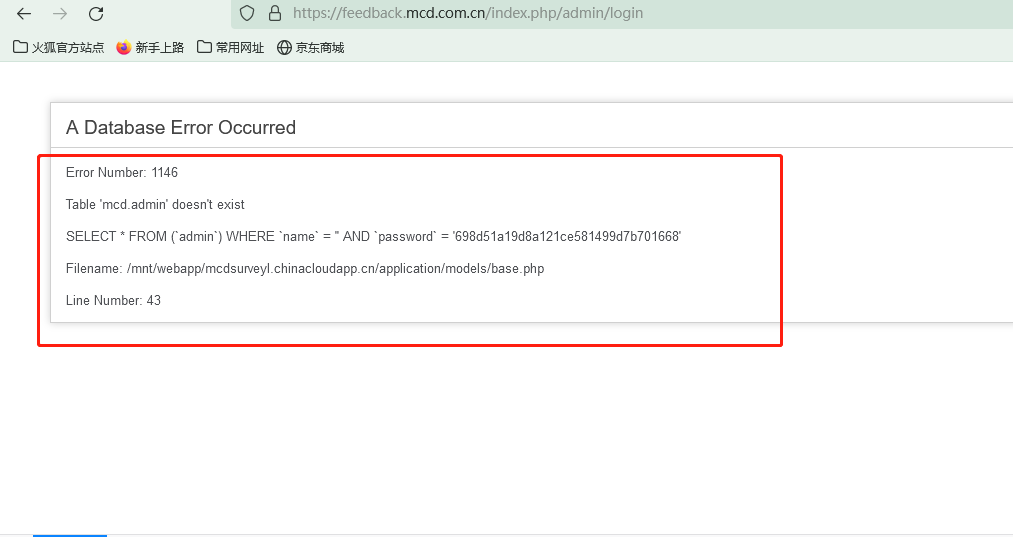 https://feedback.mcd.com.cn/index.php/admin/login
火狐官方站点 新手上路 常用网址 京东商城
A Database Error Occurred
Error Number: 1146
Table 'mcd.admin' doesn't exist
SELECT * FROM (`admin`) WHERE `name` = '' AND `password` = '698d51a19d8a121ce581499d7b701668'
Filename: /mnt/webapp/mcdsurveyl.chinacloudapp.cn/application/models/base.php
Line Number: 43